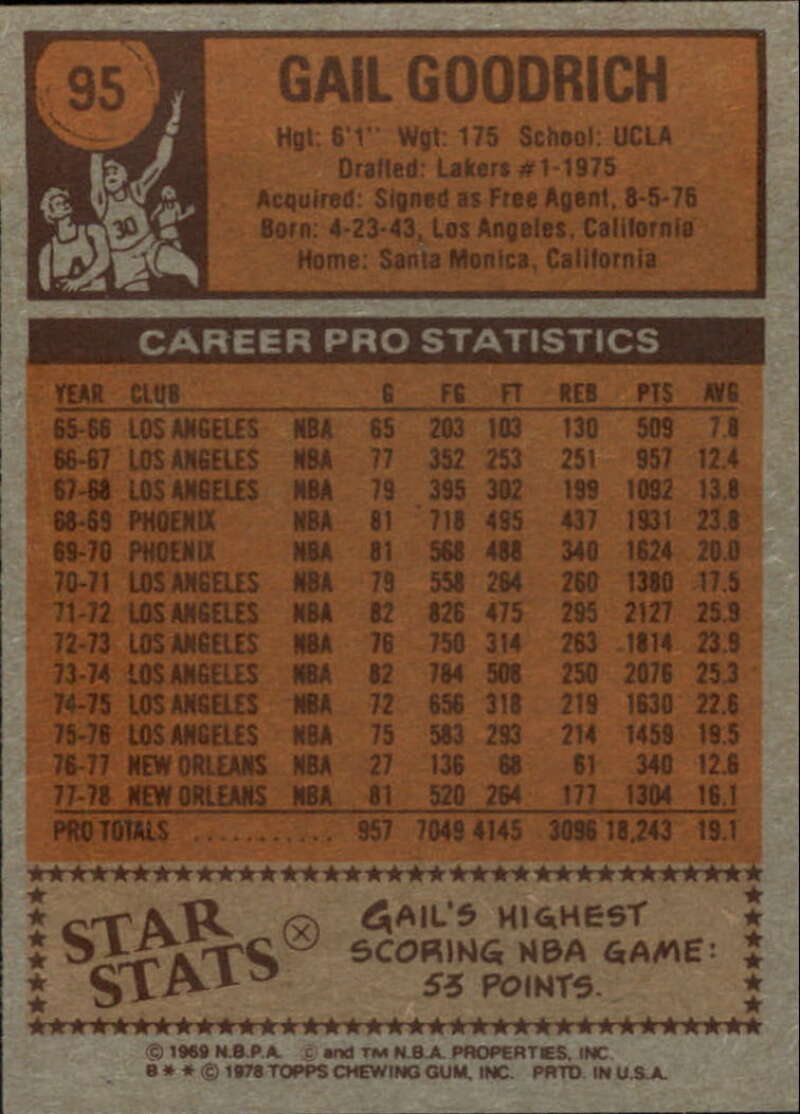 95
GAIL GOODRICH
Hgt: 6'1" Wgt: 175 School: UCLA
Drafted: Lakers #1-1975
Acquired: Signed as Free Agent, 8-5-76
Born: 4-23-43, Los Angeles, California
Home: Santa Monica, California
30
CAREER PRO STATISTICS
YEAR CLUB G FG FT REB PTS AVG
65-66 LOS ANGELES NBA 65 203 103 130 509 7.8
66-67 LOS ANGELES NBA 77 352 253 251 957 12.4
67-68 LOS ANGELES NBA 79 395 302 199 1092 13.8
68-69 PHOENIX NBA 81 718 495 437 1931 23.8
69-70 PHOENIX NBA 81 568 488 340 1624 20.0
70-71 LOS ANGELES NBA 79 558 264 260 1380 17.5
71-72 LOS ANGELES NBA 82 826 475 295 2127 25.9
72-73 LOS ANGELES NBA 76 750 314 263 1814 23.9
73-74 LOS ANGELES NBA 82 784 508 250 2076 25.3
74-75 LOS ANGELES NBA 72 656 318 219 1630 22.6
75-76 LOS ANGELES NBA 75 583 293 214 1459 19.5
76-77 NEW ORLEANS NBA 27 136 68 61 340 12.6
77-78 NEW ORLEANS NBA 81 520 264 177 1304 16.1
PRO TOTALS ........... 957 7049 4145 3096 18,243 19.1
STAR STATS
GAIL'S HIGHEST
SCORING NBA GAME:
53 POINTS.
© 1969 N.B.P.A. © and TM N.B.A. PROPERTIES, INC.
B * * © 1978 TOPPS CHEWING GUM, INC. PRTD. IN U.S.A.